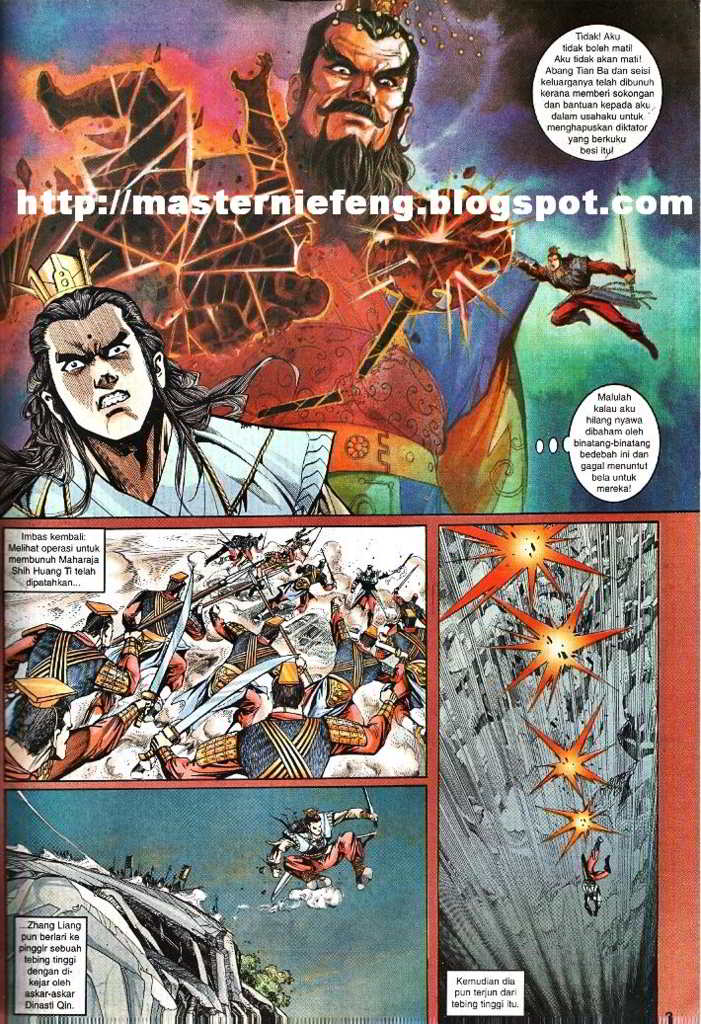 Tidak! Aku
tidak boleh mati!
Aku tidak akan mati!
Abang Tian Ba dan seisi
keluarganya telah dibunuh
kerana memberi sokongan
dan bantuan kepada aku
dalam usahaku untuk
menghapuskan diktator
yang berkuku
besi itu!
http://masterniefeng.blogspot.com
Malulah
kalau aku
hilang nyawa
dibaham oleh
binatang-binatang
bedebah ini dan
gagal menuntut
bela untuk
mereka!
Imbas kembali:
Melihat operasi untuk
membunuh Maharaja
Shih Huang Ti telah
dipatahkan...
...Zhang Liang
pun berlari ke
pinggir sebuah
tebing tinggi
dengan di-
kejar oleh
askar-askar
Dinasti Qin.
Kemudian dia
pun terjun dari
tebing tinggi itu.
3